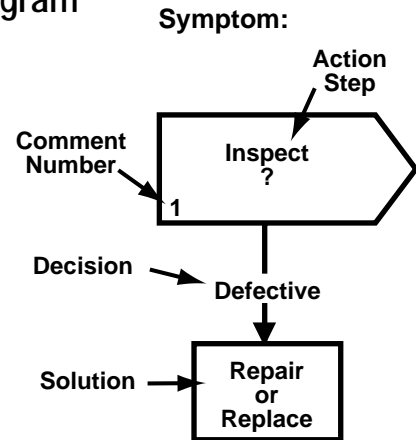 gram
Symptom:
Action
Step
Comment
Number
Inspect
?
1
Decision
Defective
Solution
Repair
or
Replace